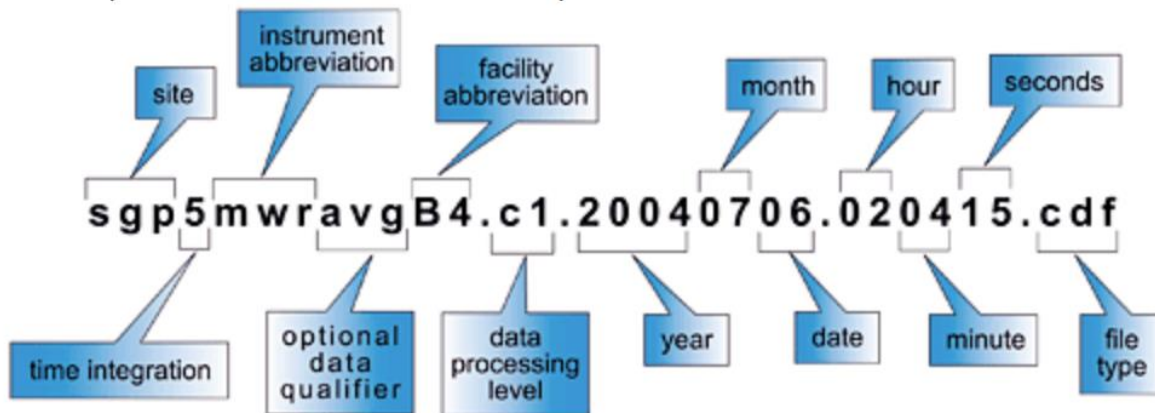 instrument
abbreviation
facility
abbreviation
site
month
hour
seconds
sgp5mwravgB4.c1.20040706.020415.cdf
time integration
optional
data
qualifier
data
processing
level
year
date
minute
file
type